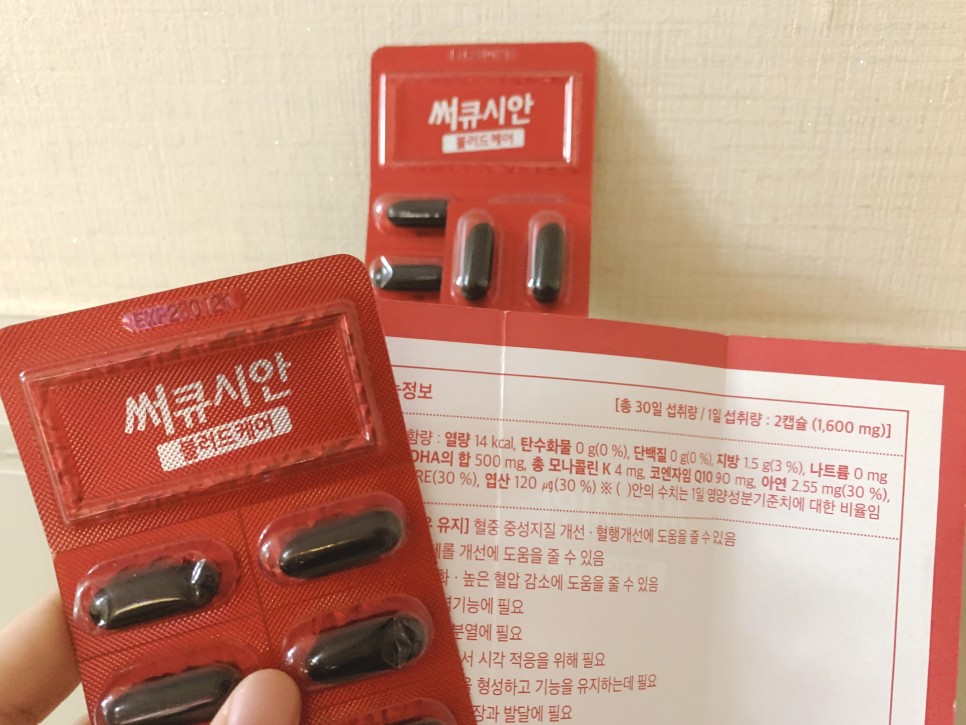 써큐시안
블러드케어
써큐시안
블러드케어
정보
[총 30일 섭취량 / 1일 섭취량 : 2캡슐 (1,600 mg)]
함량 : 열량 14 kcal, 탄수화물 0 g(0 %), 단백질 0 g(0 %), 지방 1.5 g(3 %), 나트륨 0 mg
DHA의 합 500 mg, 총 모나콜린 K 4 mg, 코엔자임 Q10 90 mg, 아연 2.55 mg(30 %),
RE(30 %), 엽산 120 ㎍(30 %) ※ ( )안의 수치는 1일 영양성분기준치에 대한 비율임
유지] 혈중 중성지질 개선 · 혈행개선에 도움을 줄 수 있음
롤 개선에 도움을 줄 수 있음
화 · 높은 혈압 감소에 도움을 줄 수 있음
기능에 필요
분열에 필요
서 시각 적응을 위해 필요
을 형성하고 기능을 유지하는데 필요
장과 발달에 필요